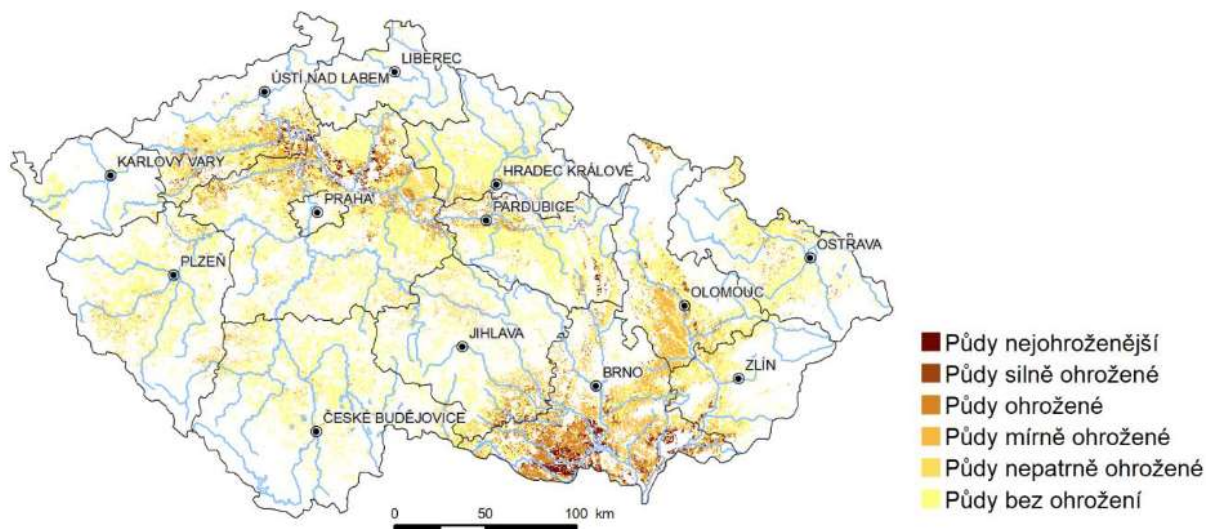 LIBEREC
ÚSTÍ NAD LABEM
KARLOVY VARY
HRADEC KRÁLOVÉ
PRAHA
PARDUBICE
OSTRAVA
PLZEŇ
OLOMOUC
JIHLAVA
ZLÍN
BRNO
ČESKÉ BUDĚJOVICE
0 50 100 km
Půdy nejohroženější
Půdy silně ohrožené
Půdy ohrožené
Půdy mírně ohrožené
Půdy nepatrně ohrožené
Půdy bez ohrožení